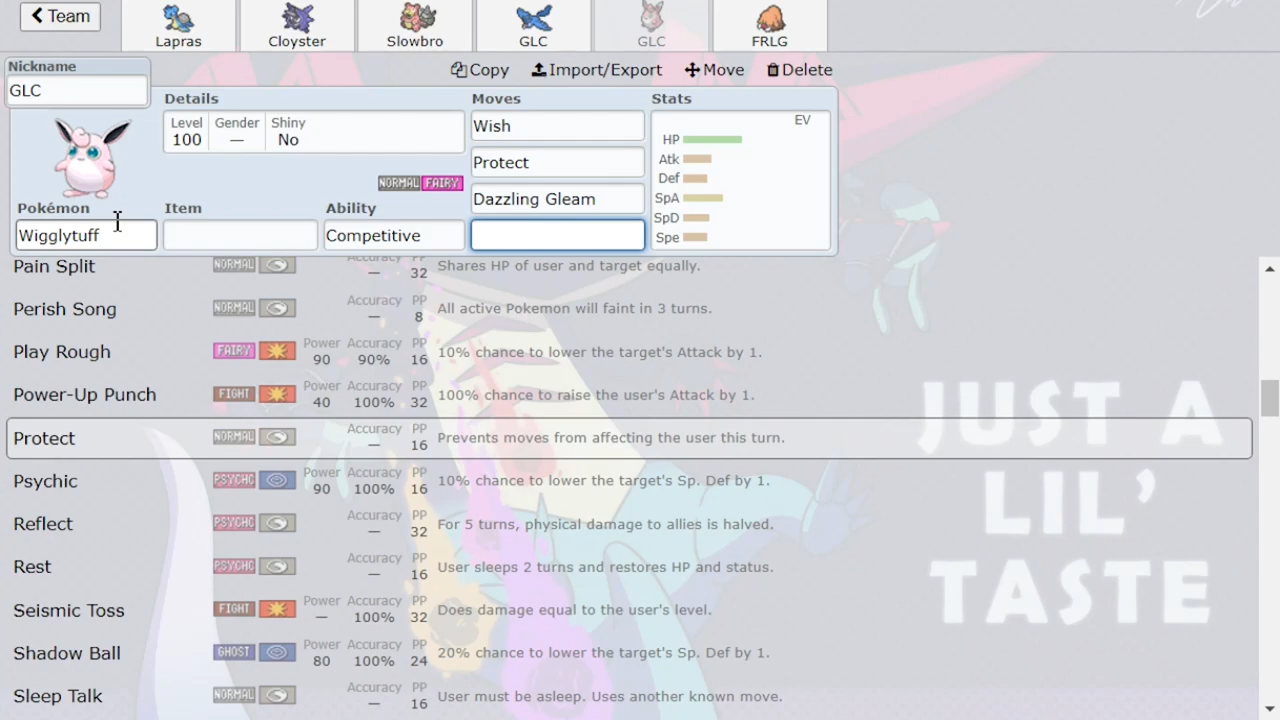 Team
Lapras
Cloyster
Slowbro
GLC
GLC
FRLG
Nickname
GLC
Copy
Import/Export
Move
Delete
Details
Level
100
Gender
—
Shiny
No
NORMAL FAIRY
Pokémon
Wigglytuff
Item
Ability
Competitive
Moves
Wish
Protect
Dazzling Gleam
Stats
EV
HP
Atk
Def
SpA
SpD
Spe
Pain Split NORMAL Accuracy — PP 32 Shares HP of user and target equally.
Perish Song NORMAL Accuracy — PP 8 All active Pokemon will faint in 3 turns.
Play Rough FAIRY Power 90 Accuracy 90% PP 16 10% chance to lower the target's Attack by 1.
Power-Up Punch FIGHT Power 40 Accuracy 100% PP 32 100% chance to raise the user's Attack by 1.
Protect NORMAL Accuracy — PP 16 Prevents moves from affecting the user this turn.
Psychic PSYCHC Power 90 Accuracy 100% PP 16 10% chance to lower the target's Sp. Def by 1.
Reflect PSYCHC Accuracy — PP 32 For 5 turns, physical damage to allies is halved.
Rest PSYCHC Accuracy — PP 16 User sleeps 2 turns and restores HP and status.
Seismic Toss FIGHT Power — Accuracy 100% PP 32 Does damage equal to the user's level.
Shadow Ball GHOST Power 80 Accuracy 100% PP 24 20% chance to lower the target's Sp. Def by 1.
Sleep Talk NORMAL Accuracy — PP 16 User must be asleep. Uses another known move.
JUST A
LIL'
TASTE